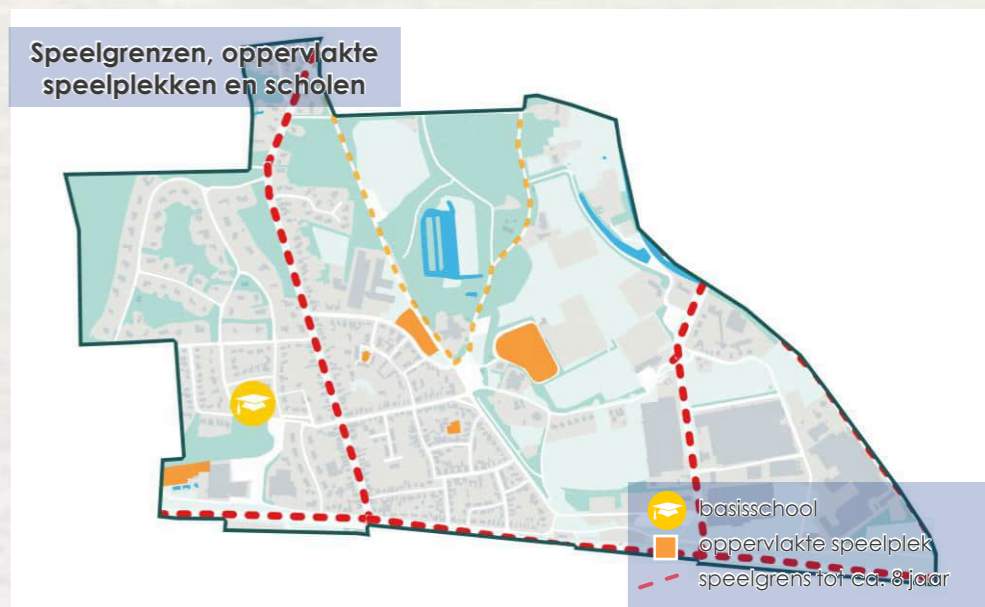 Speelgrenzen, oppervlakte
speelplekken en scholen
basisschool
oppervlakte speelplek
speelgrens tot ca. 8 jaar